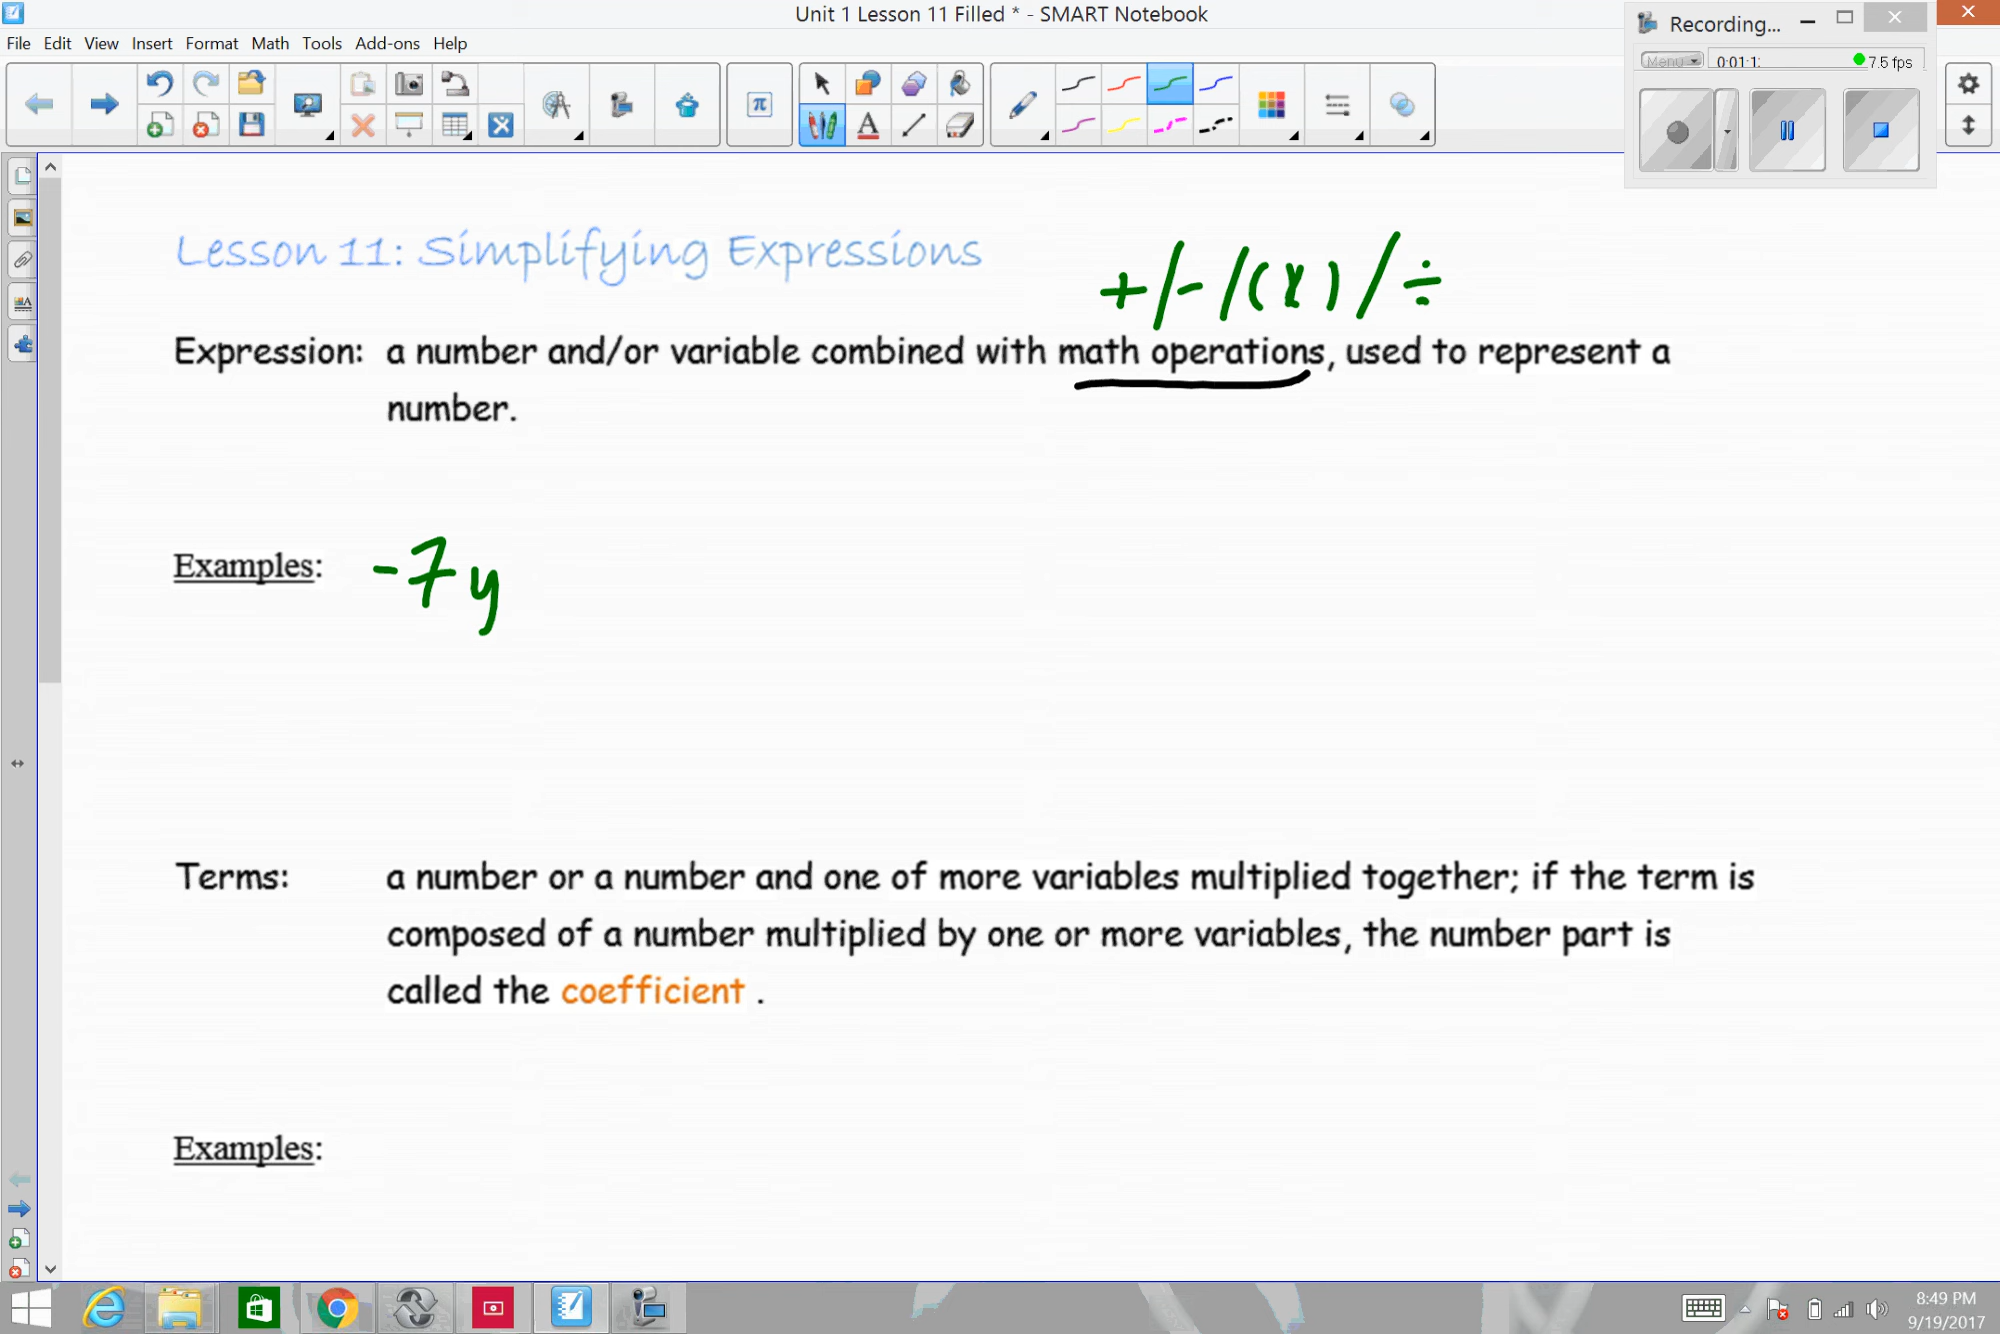 Unit 1 Lesson 11 Filled * - SMART Notebook
Recording...
File Edit View Insert Format Math Tools Add-ons Help
Menu 0:01:1 7.5 fps
π
A
Lesson 11: Simplifying Expressions
+/-/(x)/÷
Expression: a number and/or variable combined with math operations, used to represent a
number.
Examples: -7y
Terms: a number or a number and one of more variables multiplied together; if the term is
composed of a number multiplied by one or more variables, the number part is
called the coefficient .
Examples:
8:49 PM
9/19/2017